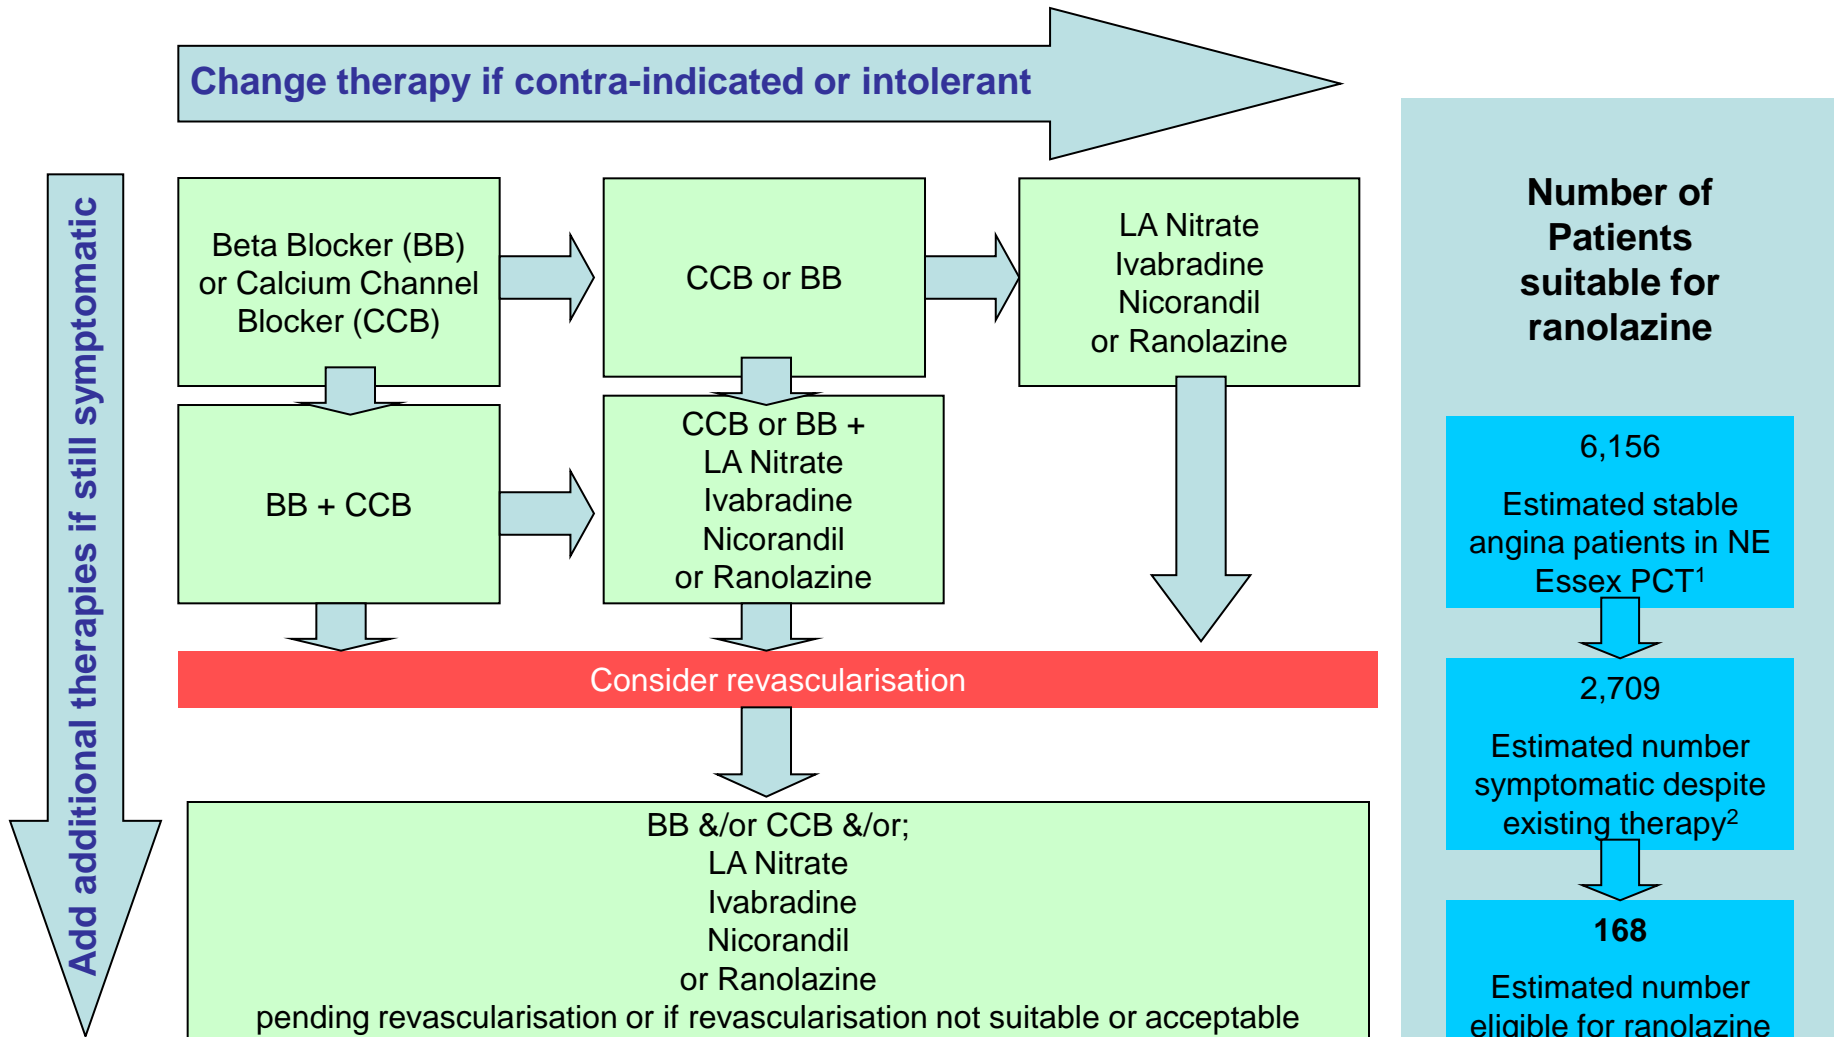 Change therapy if contra-indicated or intolerant
Add additional therapies if still symptomatic
Beta Blocker (BB)
or Calcium Channel
Blocker (CCB)
CCB or BB
LA Nitrate
Ivabradine
Nicorandil
or Ranolazine
BB + CCB
CCB or BB +
LA Nitrate
Ivabradine
Nicorandil
or Ranolazine
Consider revascularisation
BB &/or CCB &/or;
LA Nitrate
Ivabradine
Nicorandil
or Ranolazine
pending revascularisation or if revascularisation not suitable or acceptable
Number of
Patients
suitable for
ranolazine
6,156
Estimated stable
angina patients in NE
Essex PCT¹
2,709
Estimated number
symptomatic despite
existing therapy²
168
Estimated number
eligible for ranolazine